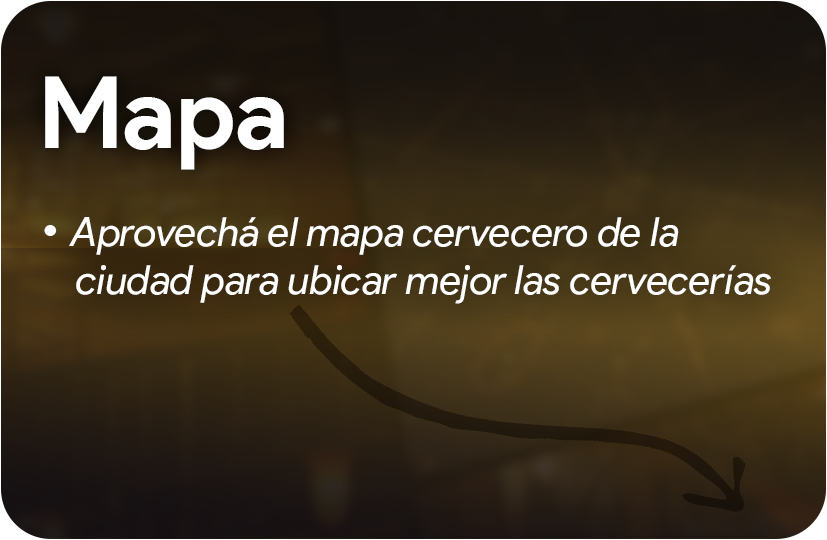 Mapa
• Aprovechá el mapa cervecero de la
ciudad para ubicar mejor las cervecerías